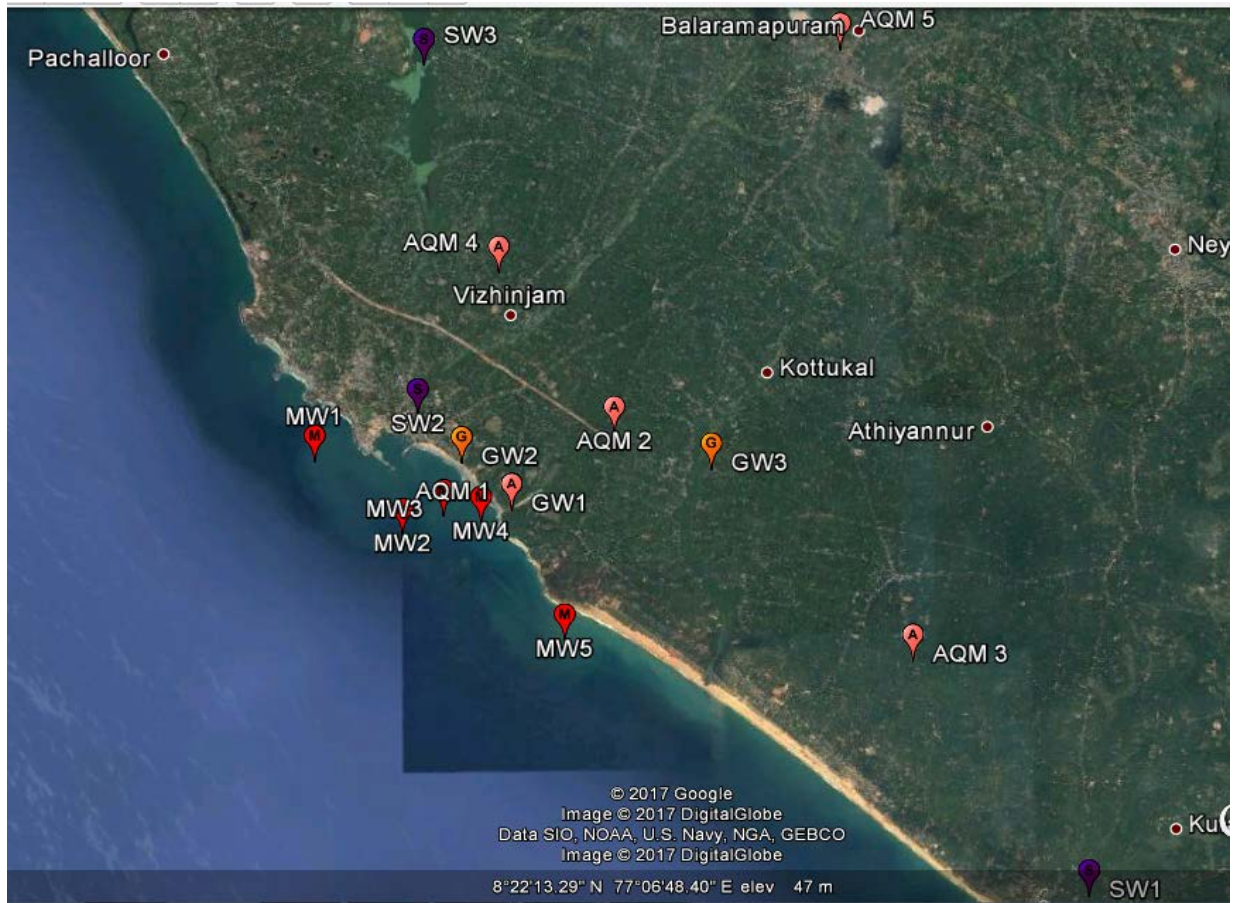 SW3
Balaramapuram
AQM 5
Pachalloor
AQM 4
A
Ney
Vizhinjam
Kottukal
S
A
MW1
M
SW2
AQM 2
Athiyannur
G
GW2
G
GW3
AQM 1
A
GW1
MW3
MW4
MW2
M
MW5
A
AQM 3
© 2017 Google
Image © 2017 DigitalGlobe
Data SIO, NOAA, U.S. Navy, NGA, GEBCO
Image © 2017 DigitalGlobe
8°22'13.29" N 77°06'48.40" E elev 47 m
S
SW1